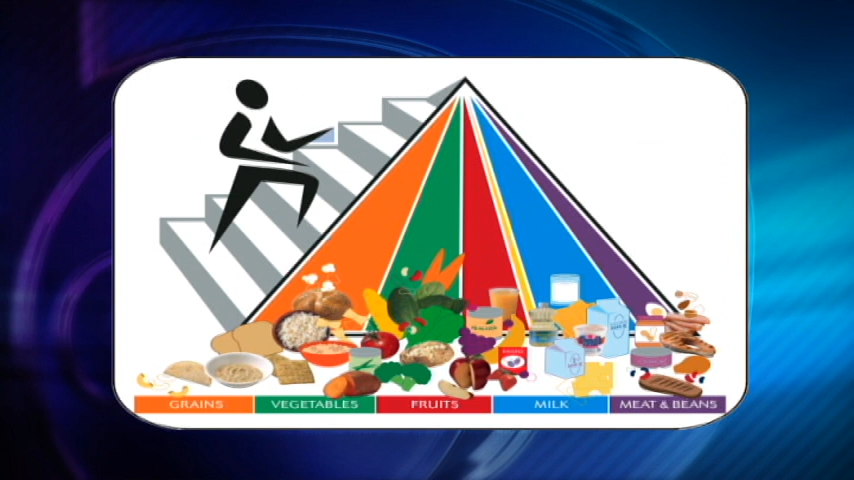 GRAINS
VEGETABLES
FRUITS
MILK
MEAT & BEANS